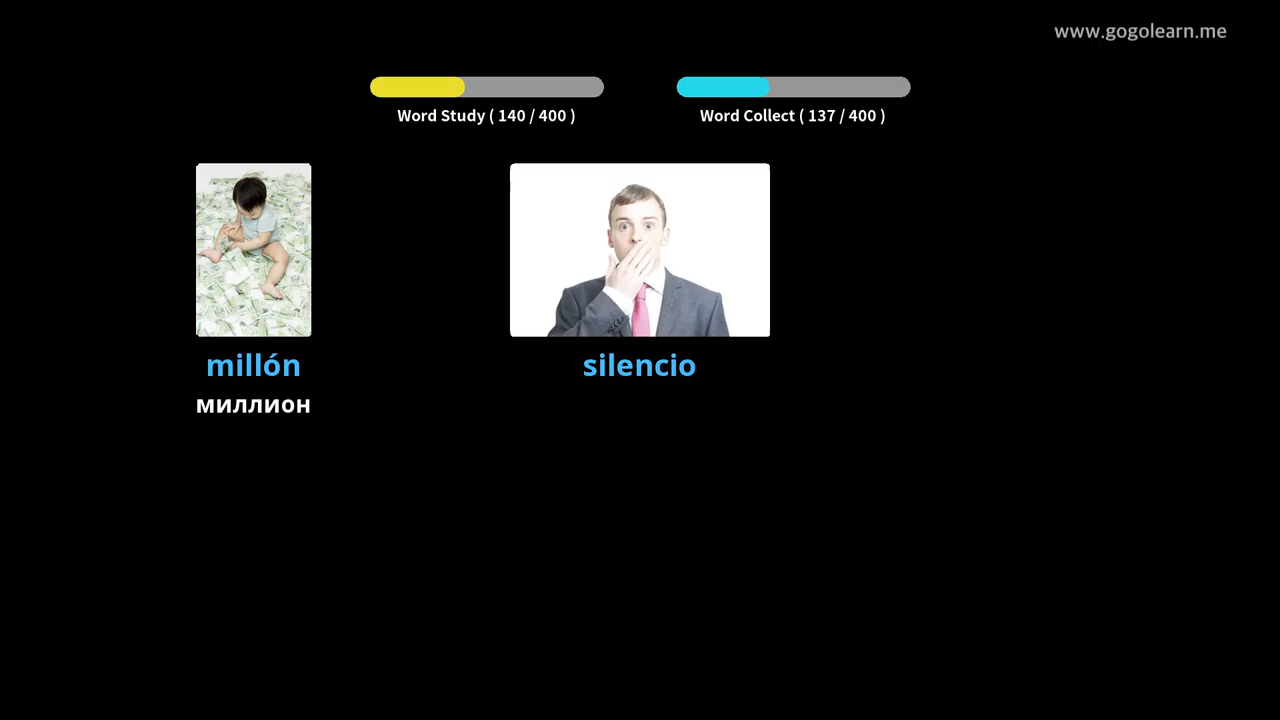 www.gogolearn.me
Word Study ( 140 / 400 )
Word Collect ( 137 / 400 )
millón
silencio
миллион